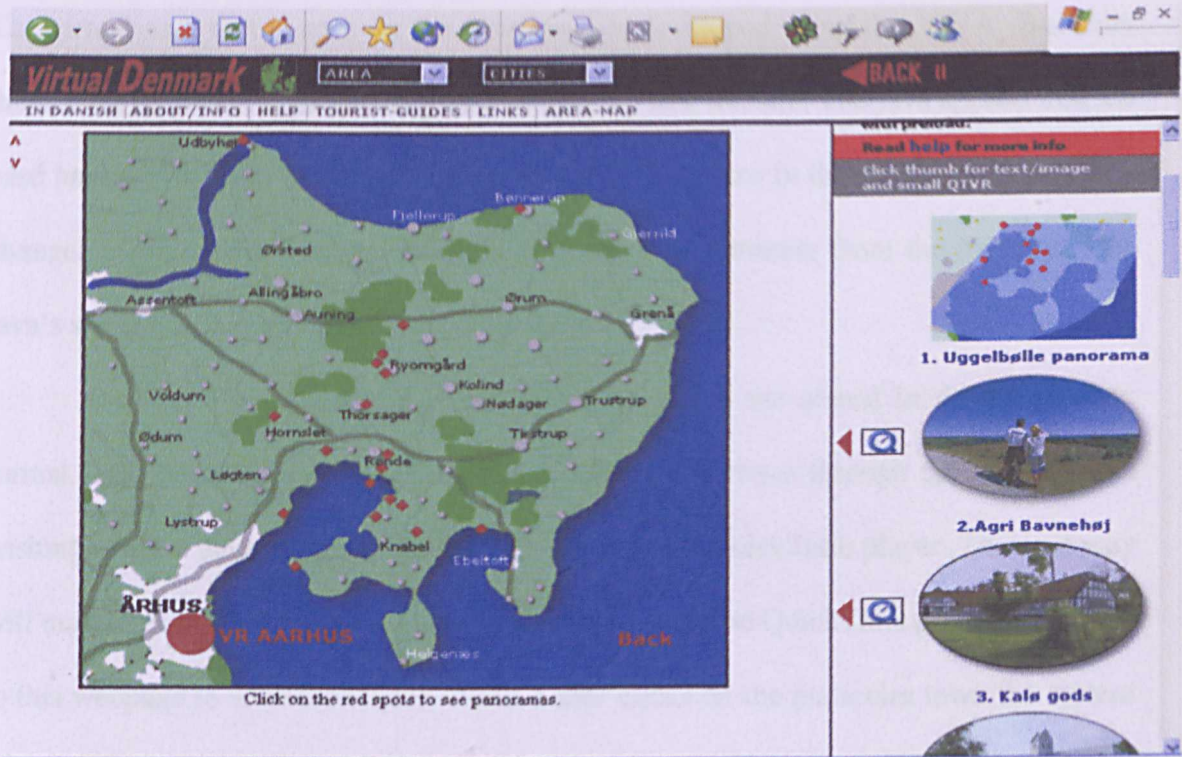 Virtual Denmark
AREA
CITIES
BACK
IN DANISH | ABOUT/INFO | HELP | TOURIST-GUIDES | LINKS | AREA-MAP
with preload.
Read help for more info
Click thumb for text/image
and small QTVR
Udbyhøj
Fjellerup
Bønnerup
Gjerrild
Ørsted
Allingåbro
Assentoft
Auning
Ørum
Grenå
Ryomgård
Kolind
Voldum
Thorsager
Nødager
Trustrup
Hornslet
Ødum
Tirstrup
Rønde
Løgten
Lystrup
Knebel
Ebeltoft
ÅRHUS
VR AARHUS
Back
Helgenæs
Click on the red spots to see panoramas.
1. Uggelbølle panorama
2.Agri Bavnehøj
3. Kalø gods